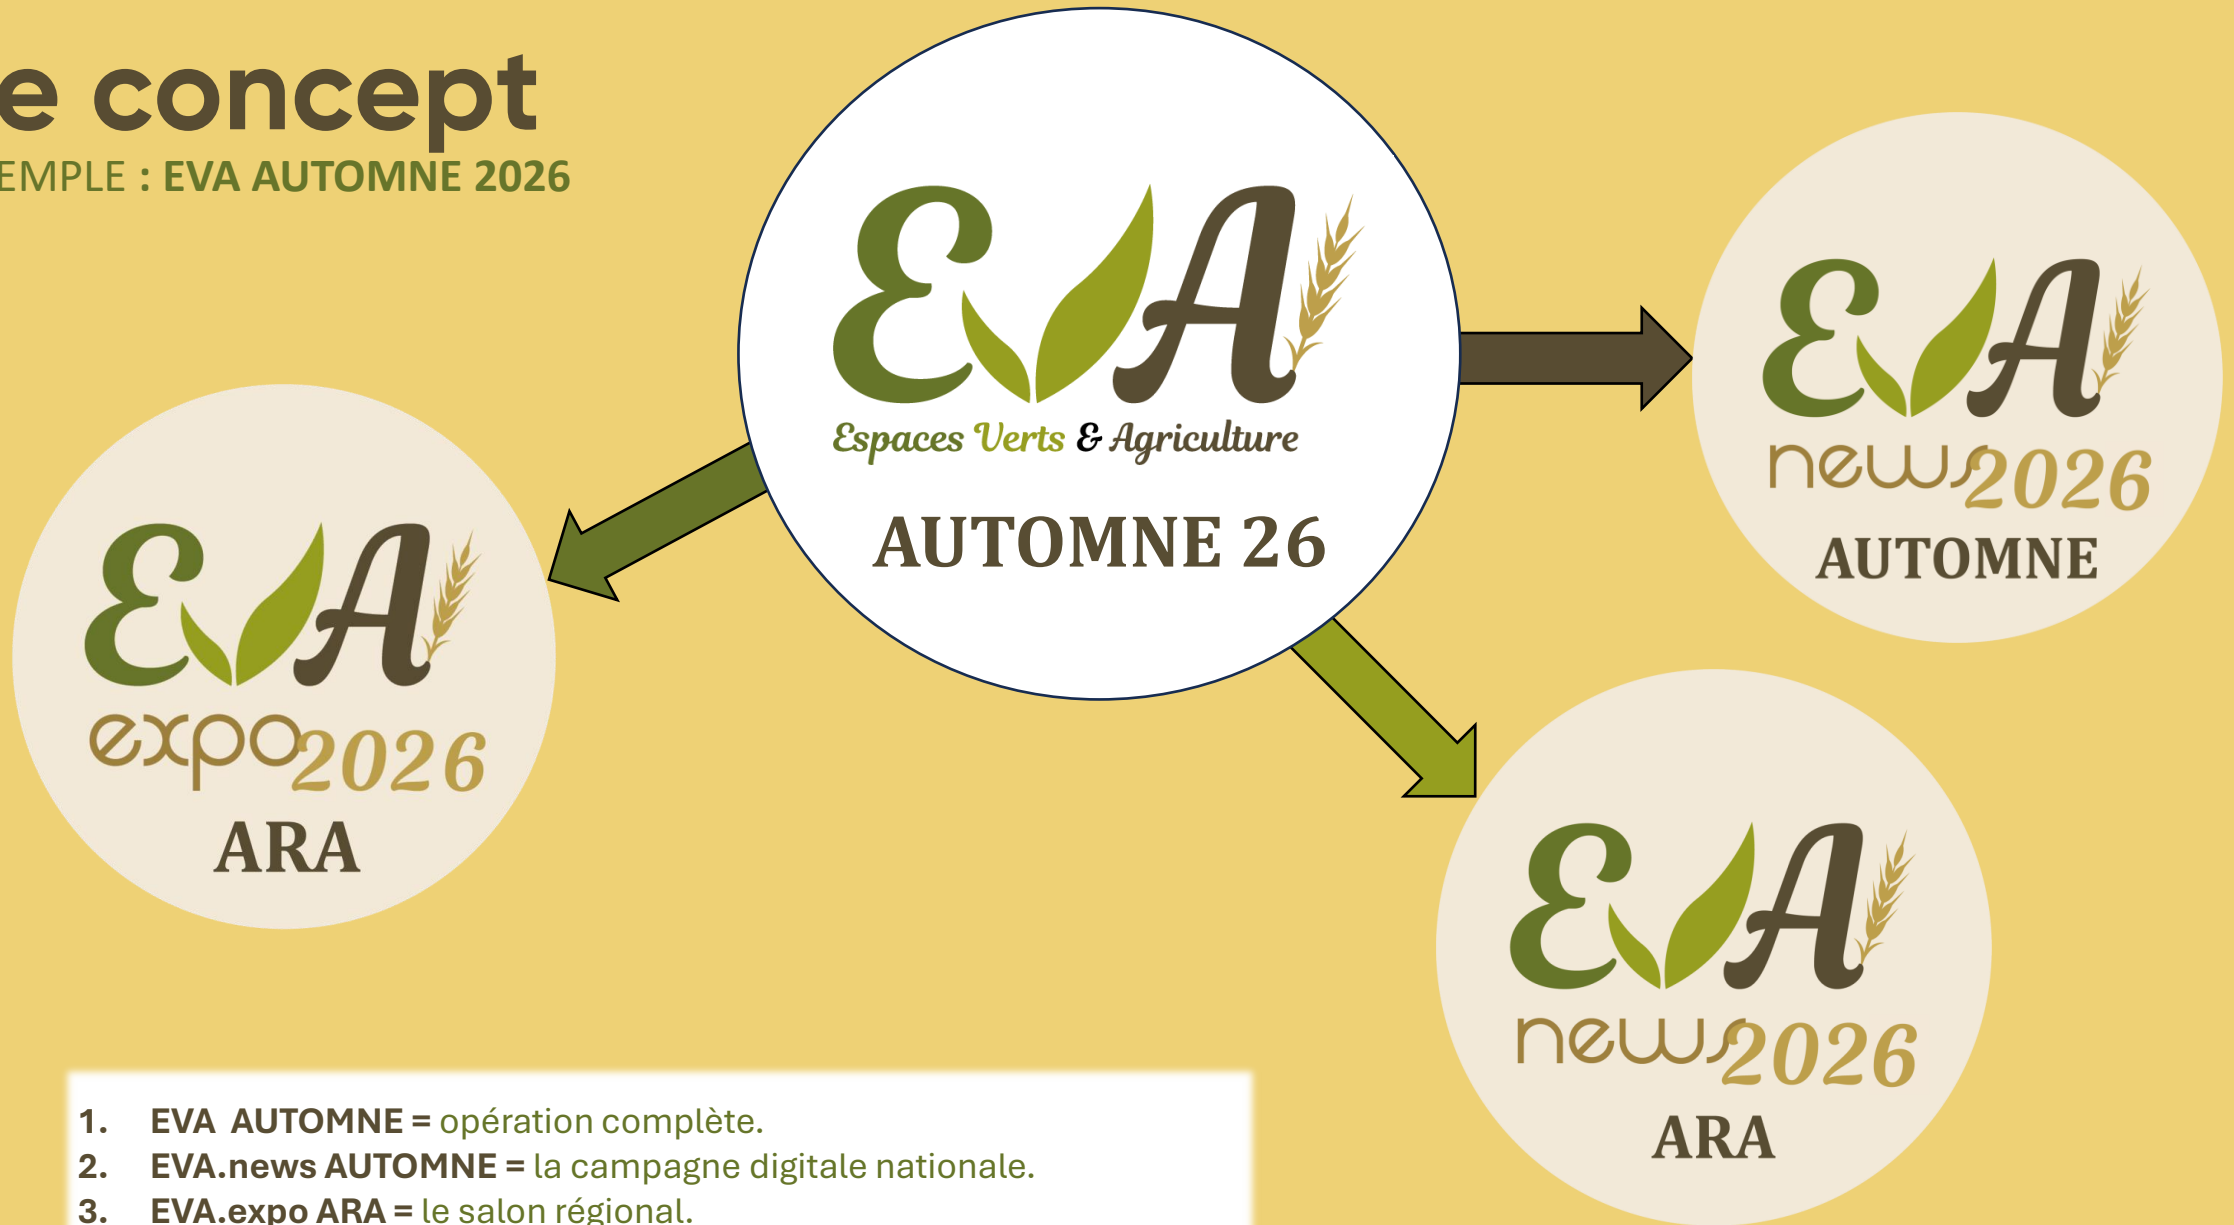 e concept
EMPLE : EVA AUTOMNE 2026
EVA
Espaces Verts & Agriculture
AUTOMNE 26
EVA
news 2026
AUTOMNE
EVA
expo 2026
ARA
EVA
news 2026
ARA
1. EVA AUTOMNE = opération complète.
2. EVA.news AUTOMNE = la campagne digitale nationale.
3. EVA.expo ARA = le salon régional.